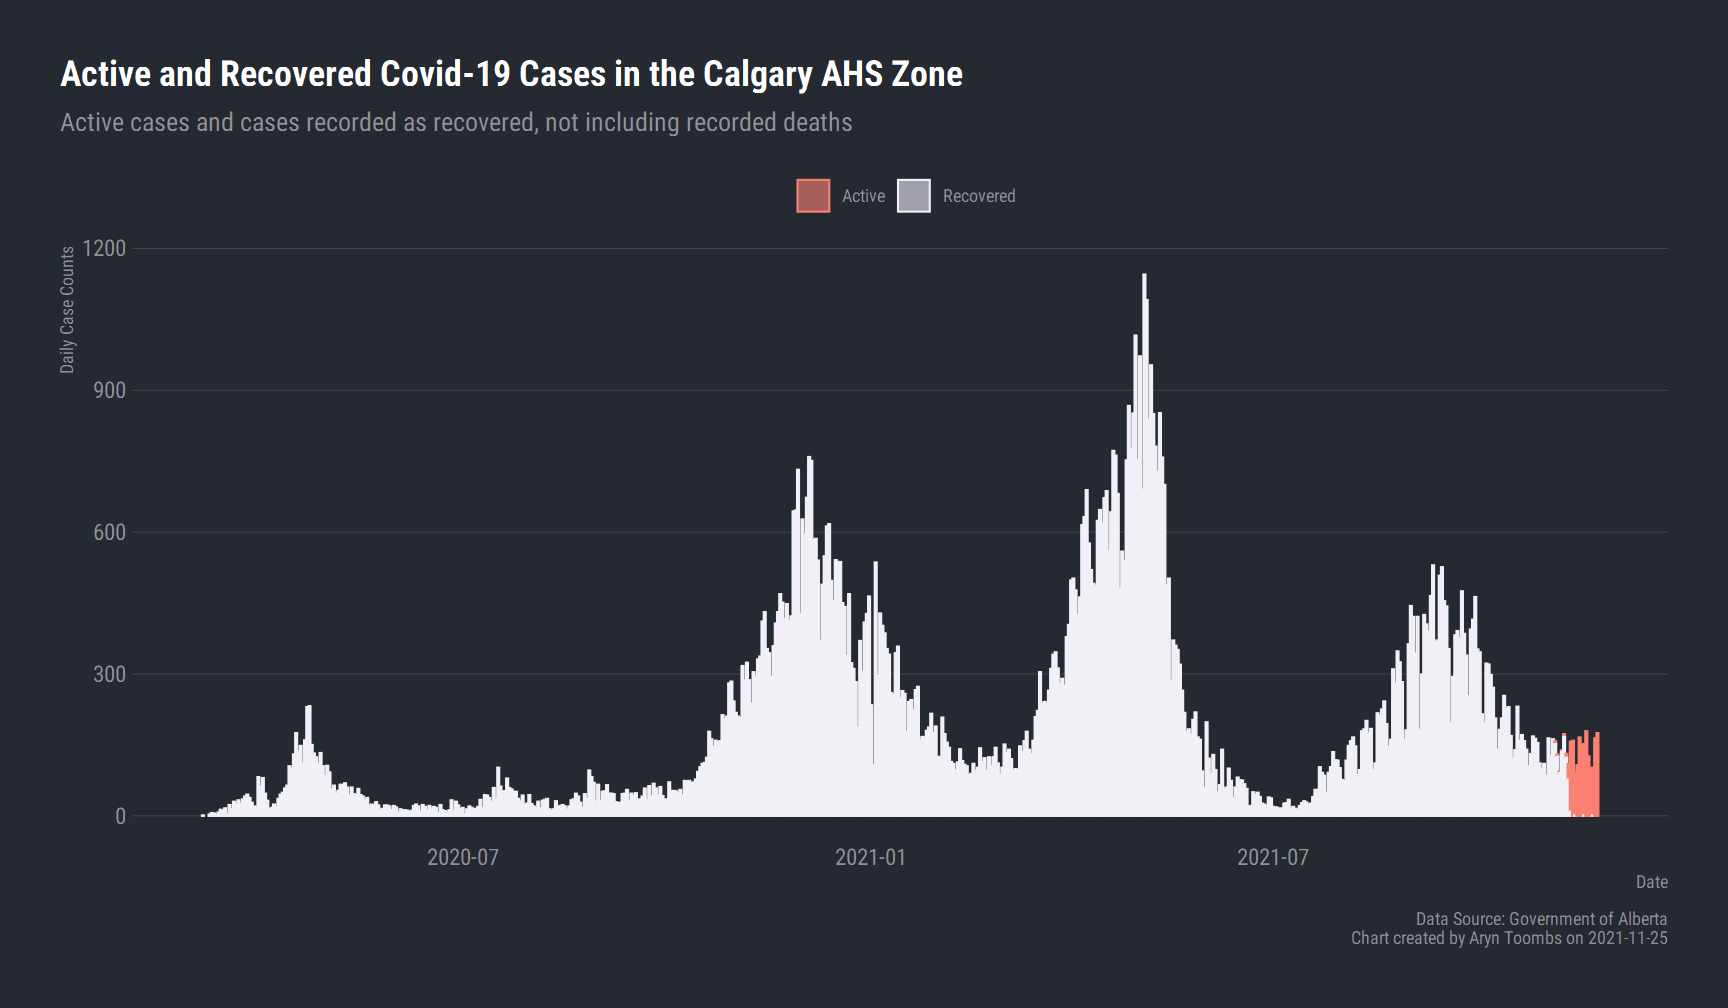 Active and Recovered Covid-19 Cases in the Calgary AHS Zone
Active cases and cases recorded as recovered, not including recorded deaths
Active
Recovered
Daily Case Counts
1200
900
600
300
0
2020-07
2021-01
2021-07
Date
Data Source: Government of Alberta
Chart created by Aryn Toombs on 2021-11-25